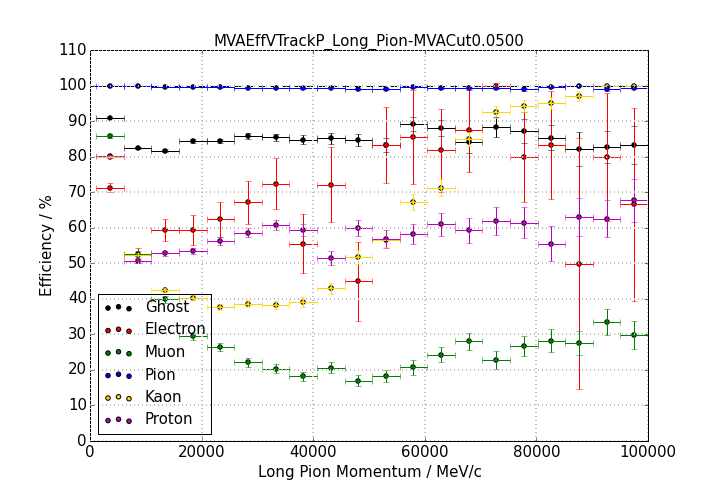 MVAEffVTrackP_Long_Pion-MVACut0.0500
110
100
90
80
70
60
50
40
30
20
10
0
Efficiency / %
Ghost
Electron
Muon
Pion
Kaon
Proton
0 20000 40000 60000 80000 100000
Long Pion Momentum / MeV/c